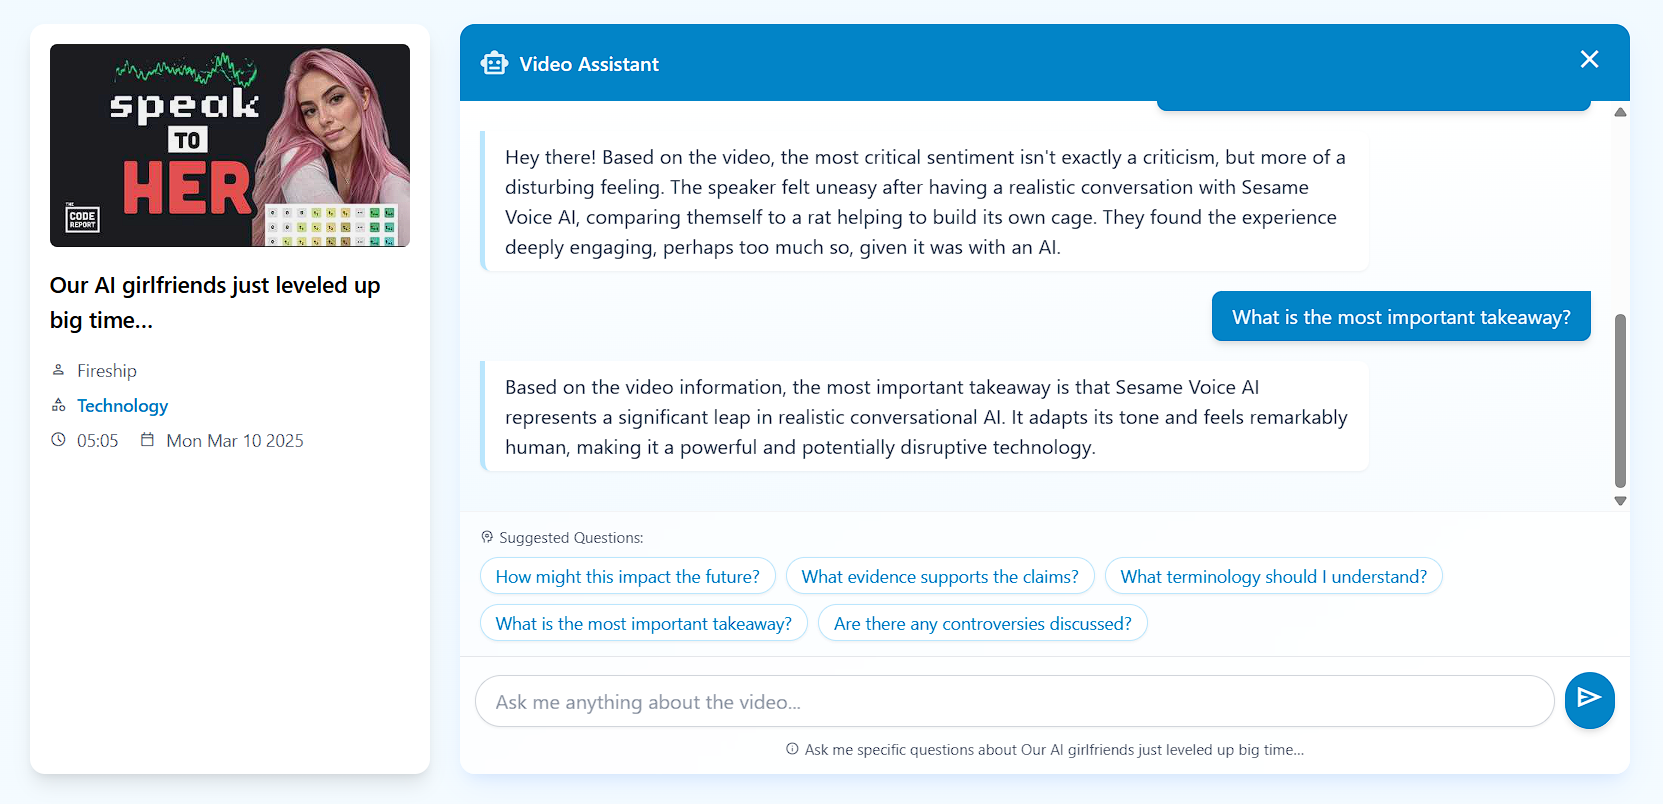 speak
TO
HER
THE
CODE
REPORT
Our AI girlfriends just leveled up
big time...
Fireship
Technology
05:05 Mon Mar 10 2025
Video Assistant
Hey there! Based on the video, the most critical sentiment isn't exactly a criticism, but more of a
disturbing feeling. The speaker felt uneasy after having a realistic conversation with Sesame
Voice AI, comparing themself to a rat helping to build its own cage. They found the experience
deeply engaging, perhaps too much so, given it was with an AI.
What is the most important takeaway?
Based on the video information, the most important takeaway is that Sesame Voice AI
represents a significant leap in realistic conversational AI. It adapts its tone and feels remarkably
human, making it a powerful and potentially disruptive technology.
Suggested Questions:
How might this impact the future? What evidence supports the claims? What terminology should I understand?
What is the most important takeaway? Are there any controversies discussed?
Ask me anything about the video...
Ask me specific questions about Our AI girlfriends just leveled up big time...